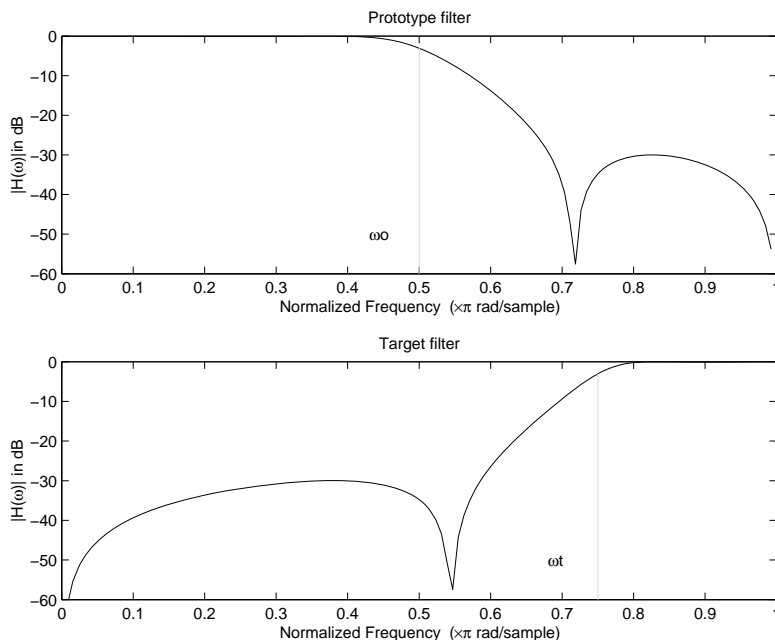 Prototype filter
0
−10
−20
−30
−40
−50
−60
|H(ω)|in dB
ωo
0 0.1 0.2 0.3 0.4 0.5 0.6 0.7 0.8 0.9 1
Normalized Frequency (×π rad/sample)
Target filter
0
−10
−20
−30
−40
−50
−60
|H(ω)| in dB
ωt
0 0.1 0.2 0.3 0.4 0.5 0.6 0.7 0.8 0.9 1
Normalized Frequency (×π rad/sample)